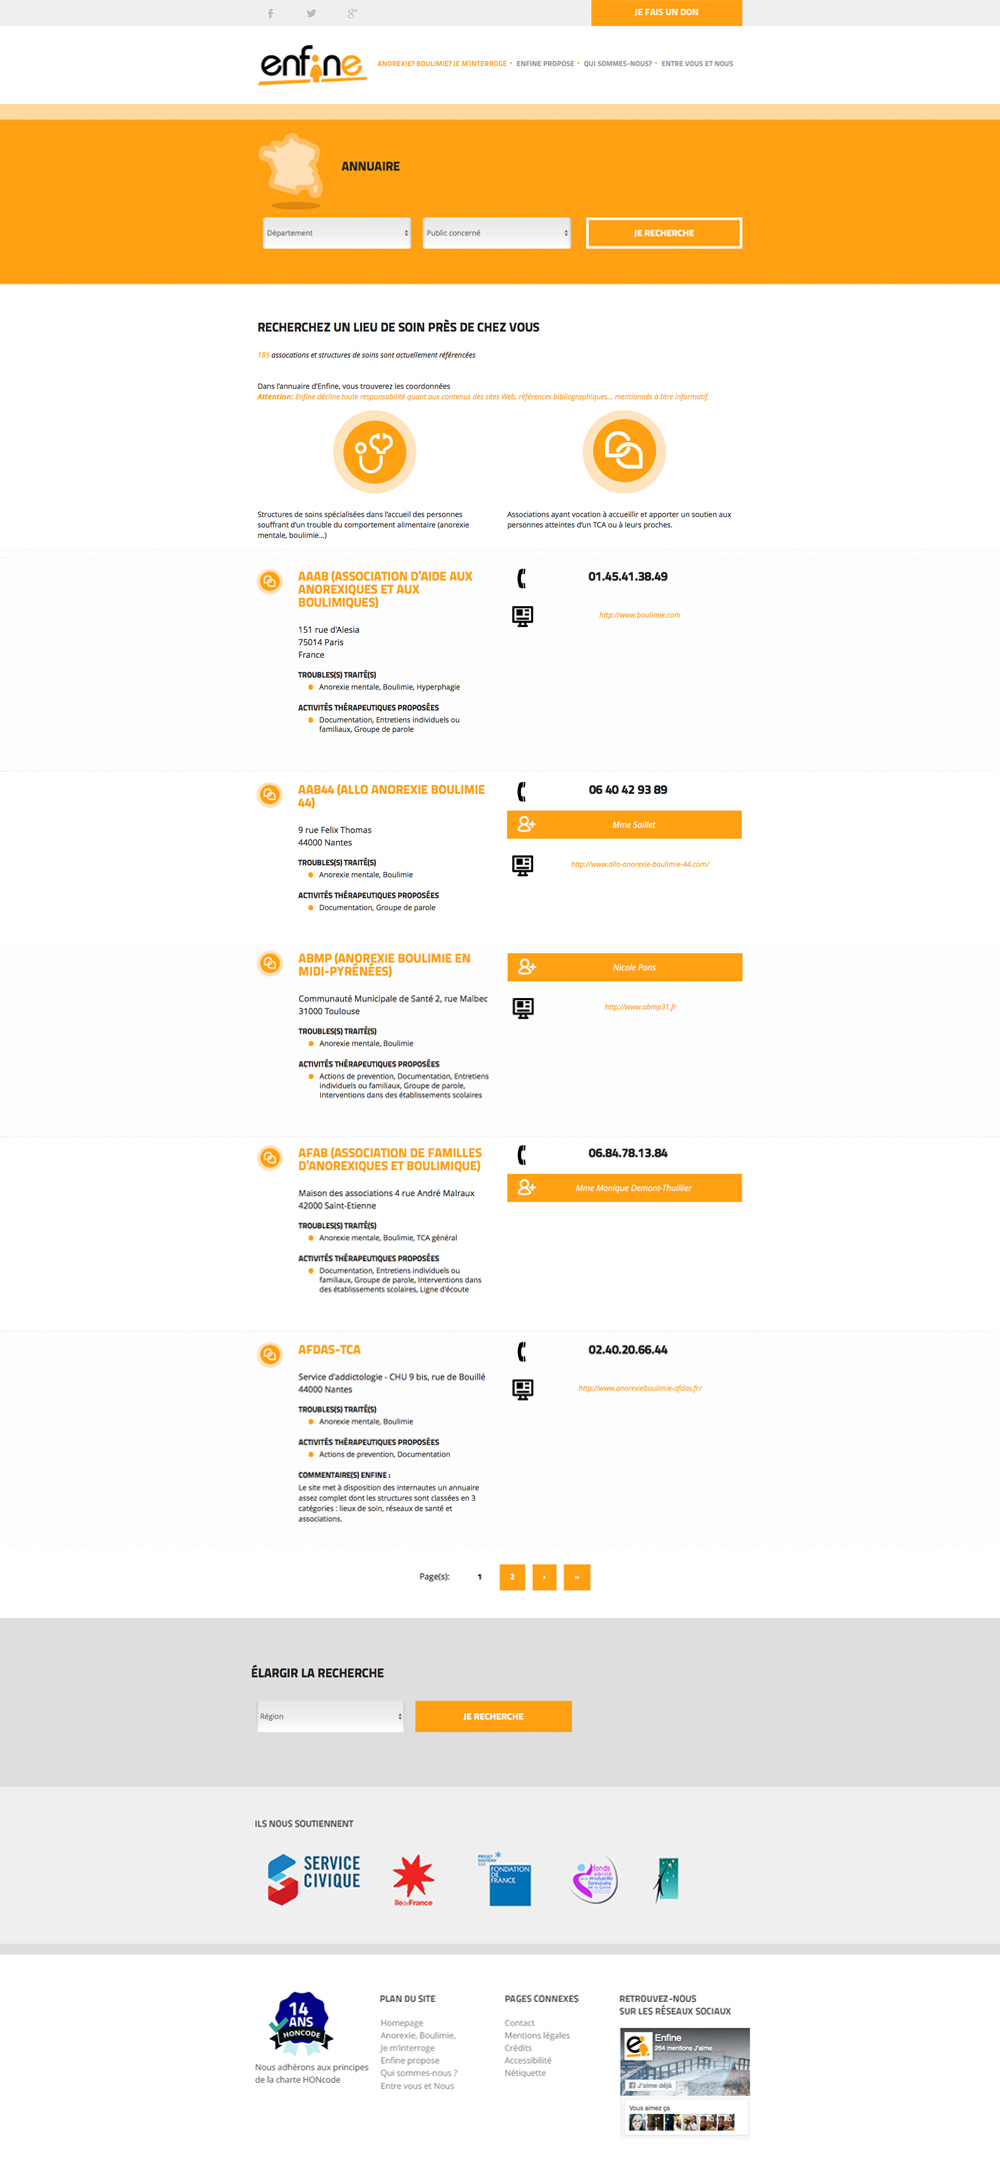 JE FAIS UN DON
enfine
ANOREXIE? BOULIMIE? JE M'INTERROGE • ENFINE PROPOSE • QUI SOMMES-NOUS? • ENTRE VOUS ET NOUS
ANNUAIRE
Département
Public concerné
JE RECHERCHE
RECHERCHEZ UN LIEU DE SOIN PRÈS DE CHEZ VOUS
185 assocations et structures de soins sont actuellement référencées
Dans l'annuaire d'Enfine, vous trouverez les coordonnées
Attention: Enfine décline toute responsabilité quant aux contenus des sites Web, références bibliographiques... mentionnés à titre informatif.
Structures de soins spécialisées dans l'accueil des personnes
souffrant d'un trouble du comportement alimentaire (anorexie
mentale, boulimie...)
Associations ayant vocation à accueillir et apporter un soutien aux
personnes atteintes d'un TCA ou à leurs proches.
AAAB (ASSOCIATION D'AIDE AUX
ANOREXIQUES ET AUX
BOULIMIQUES)
151 rue d'Alesia
75014 Paris
France
TROUBLES(S) TRAITÉ(S)
Anorexie mentale, Boulimie, Hyperphagie
ACTIVITÉS THÉRAPEUTIQUES PROPOSÉES
Documentation, Entretiens individuels ou
familiaux, Groupe de parole
01.45.41.38.49
http://www.boulimie.com
AAB44 (ALLO ANOREXIE BOULIMIE
44)
9 rue Felix Thomas
44000 Nantes
TROUBLES(S) TRAITÉ(S)
Anorexie mentale, Boulimie
ACTIVITÉS THÉRAPEUTIQUES PROPOSÉES
Documentation, Groupe de parole
06 40 42 93 89
Mme Saillet
http://www.allo-anorexie-boulimie-44.com/
ABMP (ANOREXIE BOULIMIE EN
MIDI-PYRÉNÉES)
Communauté Municipale de Santé 2, rue Malbec
31000 Toulouse
TROUBLES(S) TRAITÉ(S)
Anorexie mentale, Boulimie
ACTIVITÉS THÉRAPEUTIQUES PROPOSÉES
Actions de prevention, Documentation, Entretiens
individuels ou familiaux, Groupe de parole,
Interventions dans des établissements scolaires
Nicole Pons
http://www.abmp31.fr
AFAB (ASSOCIATION DE FAMILLES
D'ANOREXIQUES ET BOULIMIQUE)
Maison des associations 4 rue André Malraux
42000 Saint-Etienne
TROUBLES(S) TRAITÉ(S)
Anorexie mentale, Boulimie, TCA général
ACTIVITÉS THÉRAPEUTIQUES PROPOSÉES
Documentation, Entretiens individuels ou
familiaux, Groupe de parole, Interventions dans
des établissements scolaires, Ligne d'écoute
06.84.78.13.84
Mme Monique Demont-Thuillier
AFDAS-TCA
Service d'addictologie - CHU 9 bis, rue de Bouillé
44000 Nantes
TROUBLES(S) TRAITÉ(S)
Anorexie mentale, Boulimie
ACTIVITÉS THÉRAPEUTIQUES PROPOSÉES
Actions de prevention, Documentation
COMMENTAIRE(S) ENFINE :
Le site met à disposition des internautes un annuaire
assez complet dont les structures sont classées en 3
catégories : lieux de soin, réseaux de santé et
associations.
02.40.20.66.44
http://www.anorexieboulimie-afdas.fr/
Page(s): 1 2 › »
ÉLARGIR LA RECHERCHE
Région
JE RECHERCHE
ILS NOUS SOUTIENNENT
SERVICE
CIVIQUE
îledeFrance
FONDATION
DE
FRANCE
14
ANS
HONCODE
Nous adhérons aux principes
de la charte HONcode
PLAN DU SITE
Homepage
Anorexie, Boulimie,
Je m'interroge
Enfine propose
Qui sommes-nous ?
Entre vous et Nous
PAGES CONNEXES
Contact
Mentions légales
Crédits
Accessibilité
Nétiquette
RETROUVEZ-NOUS
SUR LES RÉSEAUX SOCIAUX
Enfine
264 mentions J'aime
J'aime déjà
Vous aimez ça